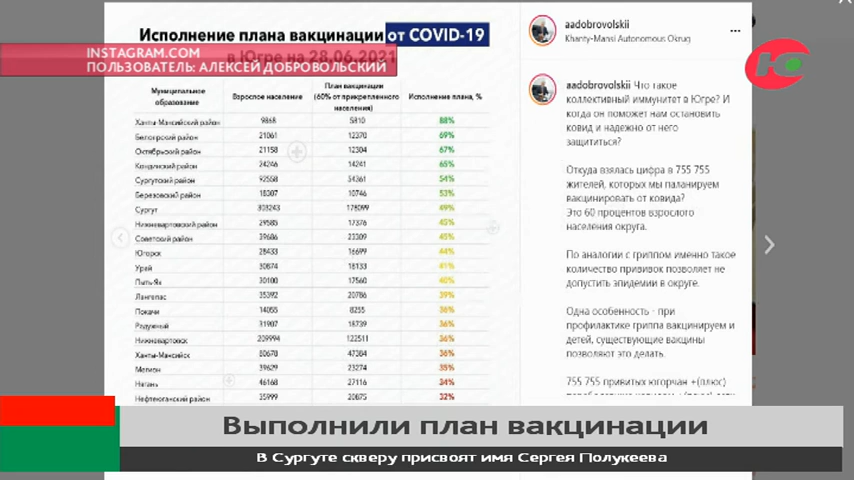 Исполнение плана вакцинации от COVID-19
в Югре на 28.06.2021
INSTAGRAM.COM
ПОЛЬЗОВАТЕЛЬ: АЛЕКСЕЙ ДОБРОВОЛЬСКИЙ
Муниципальное образование Взрослое население План вакцинации (60% от прикрепленного населения) Исполнение плана, %
Ханты-Мансийский район 9868 5810 88%
Белоярский район 21061 12370 69%
Октябрьский район 21158 12304 67%
Кондинский район 24246 14241 65%
Сургутский район 92558 54361 54%
Березовский район 18307 10746 53%
Сургут 303243 178099 49%
Нижневартовский район 29585 17376 45%
Советский район 39686 23309 45%
Югорск 28433 16699 44%
Урай 30874 18133 41%
Пыть-Ях 30100 17560 40%
Лангепас 35392 20786 39%
Покачи 14055 8255 36%
Радужный 31907 18739 36%
Нижневартовск 209994 122511 36%
Ханты-Мансийск 80678 47384 36%
Мегион 39629 23274 35%
Нягань 46168 27116 34%
Нефтеюганский район 35999 20875 32%
aadobrovolskii
Khanty-Mansi Autonomous Okrug
aadobrovolskii Что такое
коллективный иммунитет в Югре? И
когда он поможет нам остановить
ковид и надежно от него
защититься?
Откуда взялась цифра в 755 755
жителей, которых мы паланируем
вакцинировать от ковида?
Это 60 процентов взрослого
населения округа.
По аналогии с гриппом именно такое
количество прививок позволяет не
допустить эпидемии в округе.
Одна особенность - при
профилактике гриппа вакцинируем и
детей, существующие вакцины
позволяют это делать.
755 755 привитых югорчан +(плюс)
Ю
Выполнили план вакцинации
В Сургуте скверу присвоят имя Сергея Полукеева